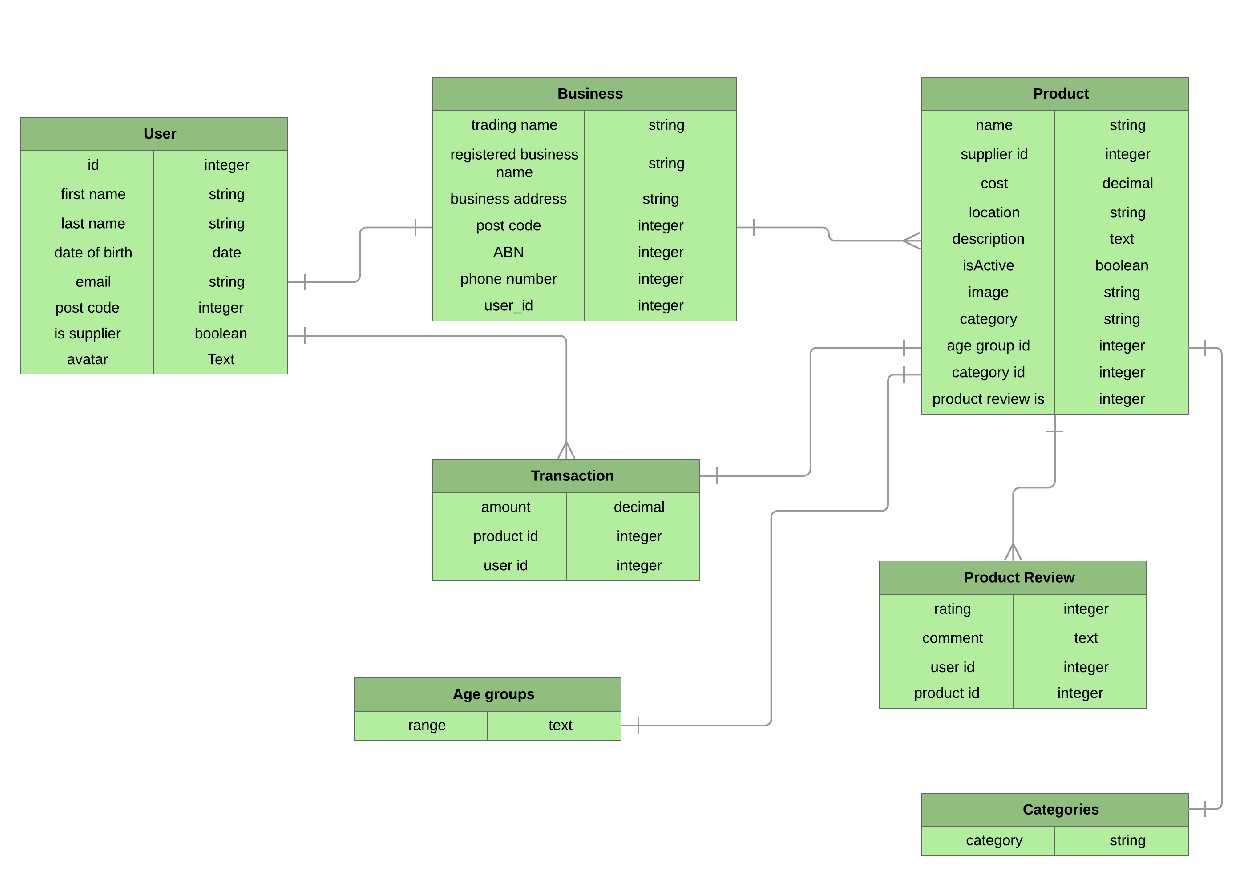 User
id integer
first name string
last name string
date of birth date
email string
post code integer
is supplier boolean
avatar Text
Business
trading name string
registered business
name string
business address string
post code integer
ABN integer
phone number integer
user_id integer
Product
name string
supplier id integer
cost decimal
location string
description text
isActive boolean
image string
category string
age group id integer
category id integer
product review is integer
Transaction
amount decimal
product id integer
user id integer
Product Review
rating integer
comment text
user id integer
product id integer
Age groups
range text
Categories
category string